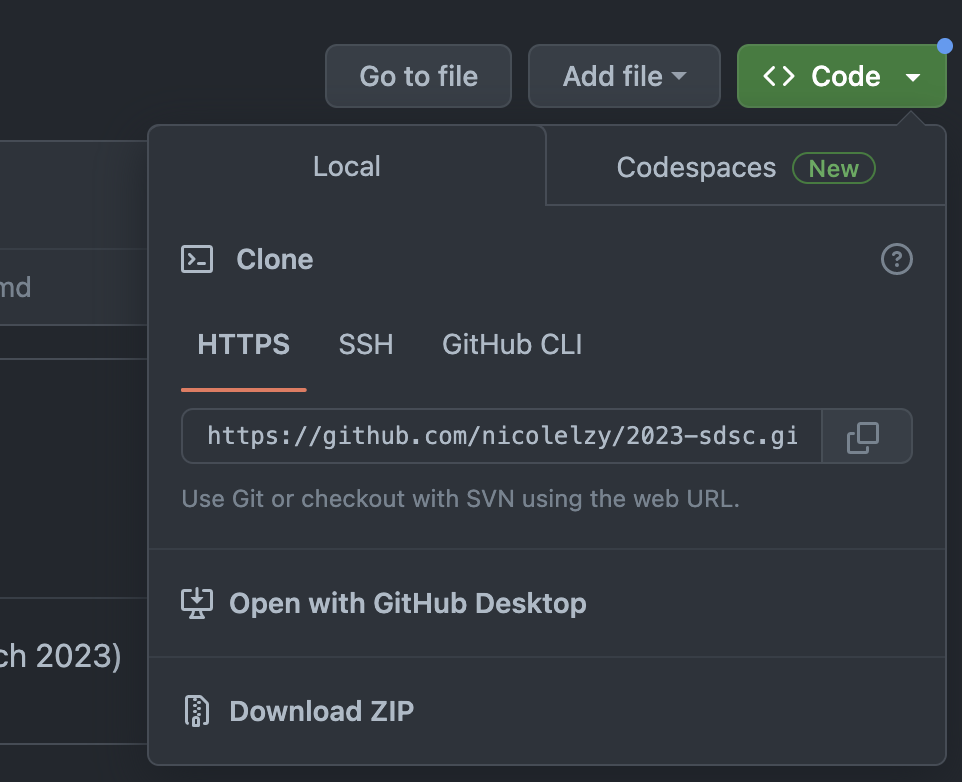 Go to file Add file Code
Local Codespaces New
Clone
md
HTTPS SSH GitHub CLI
https://github.com/nicolelzy/2023-sdsc.gi
Use Git or checkout with SVN using the web URL.
Open with GitHub Desktop
ch 2023)
Download ZIP